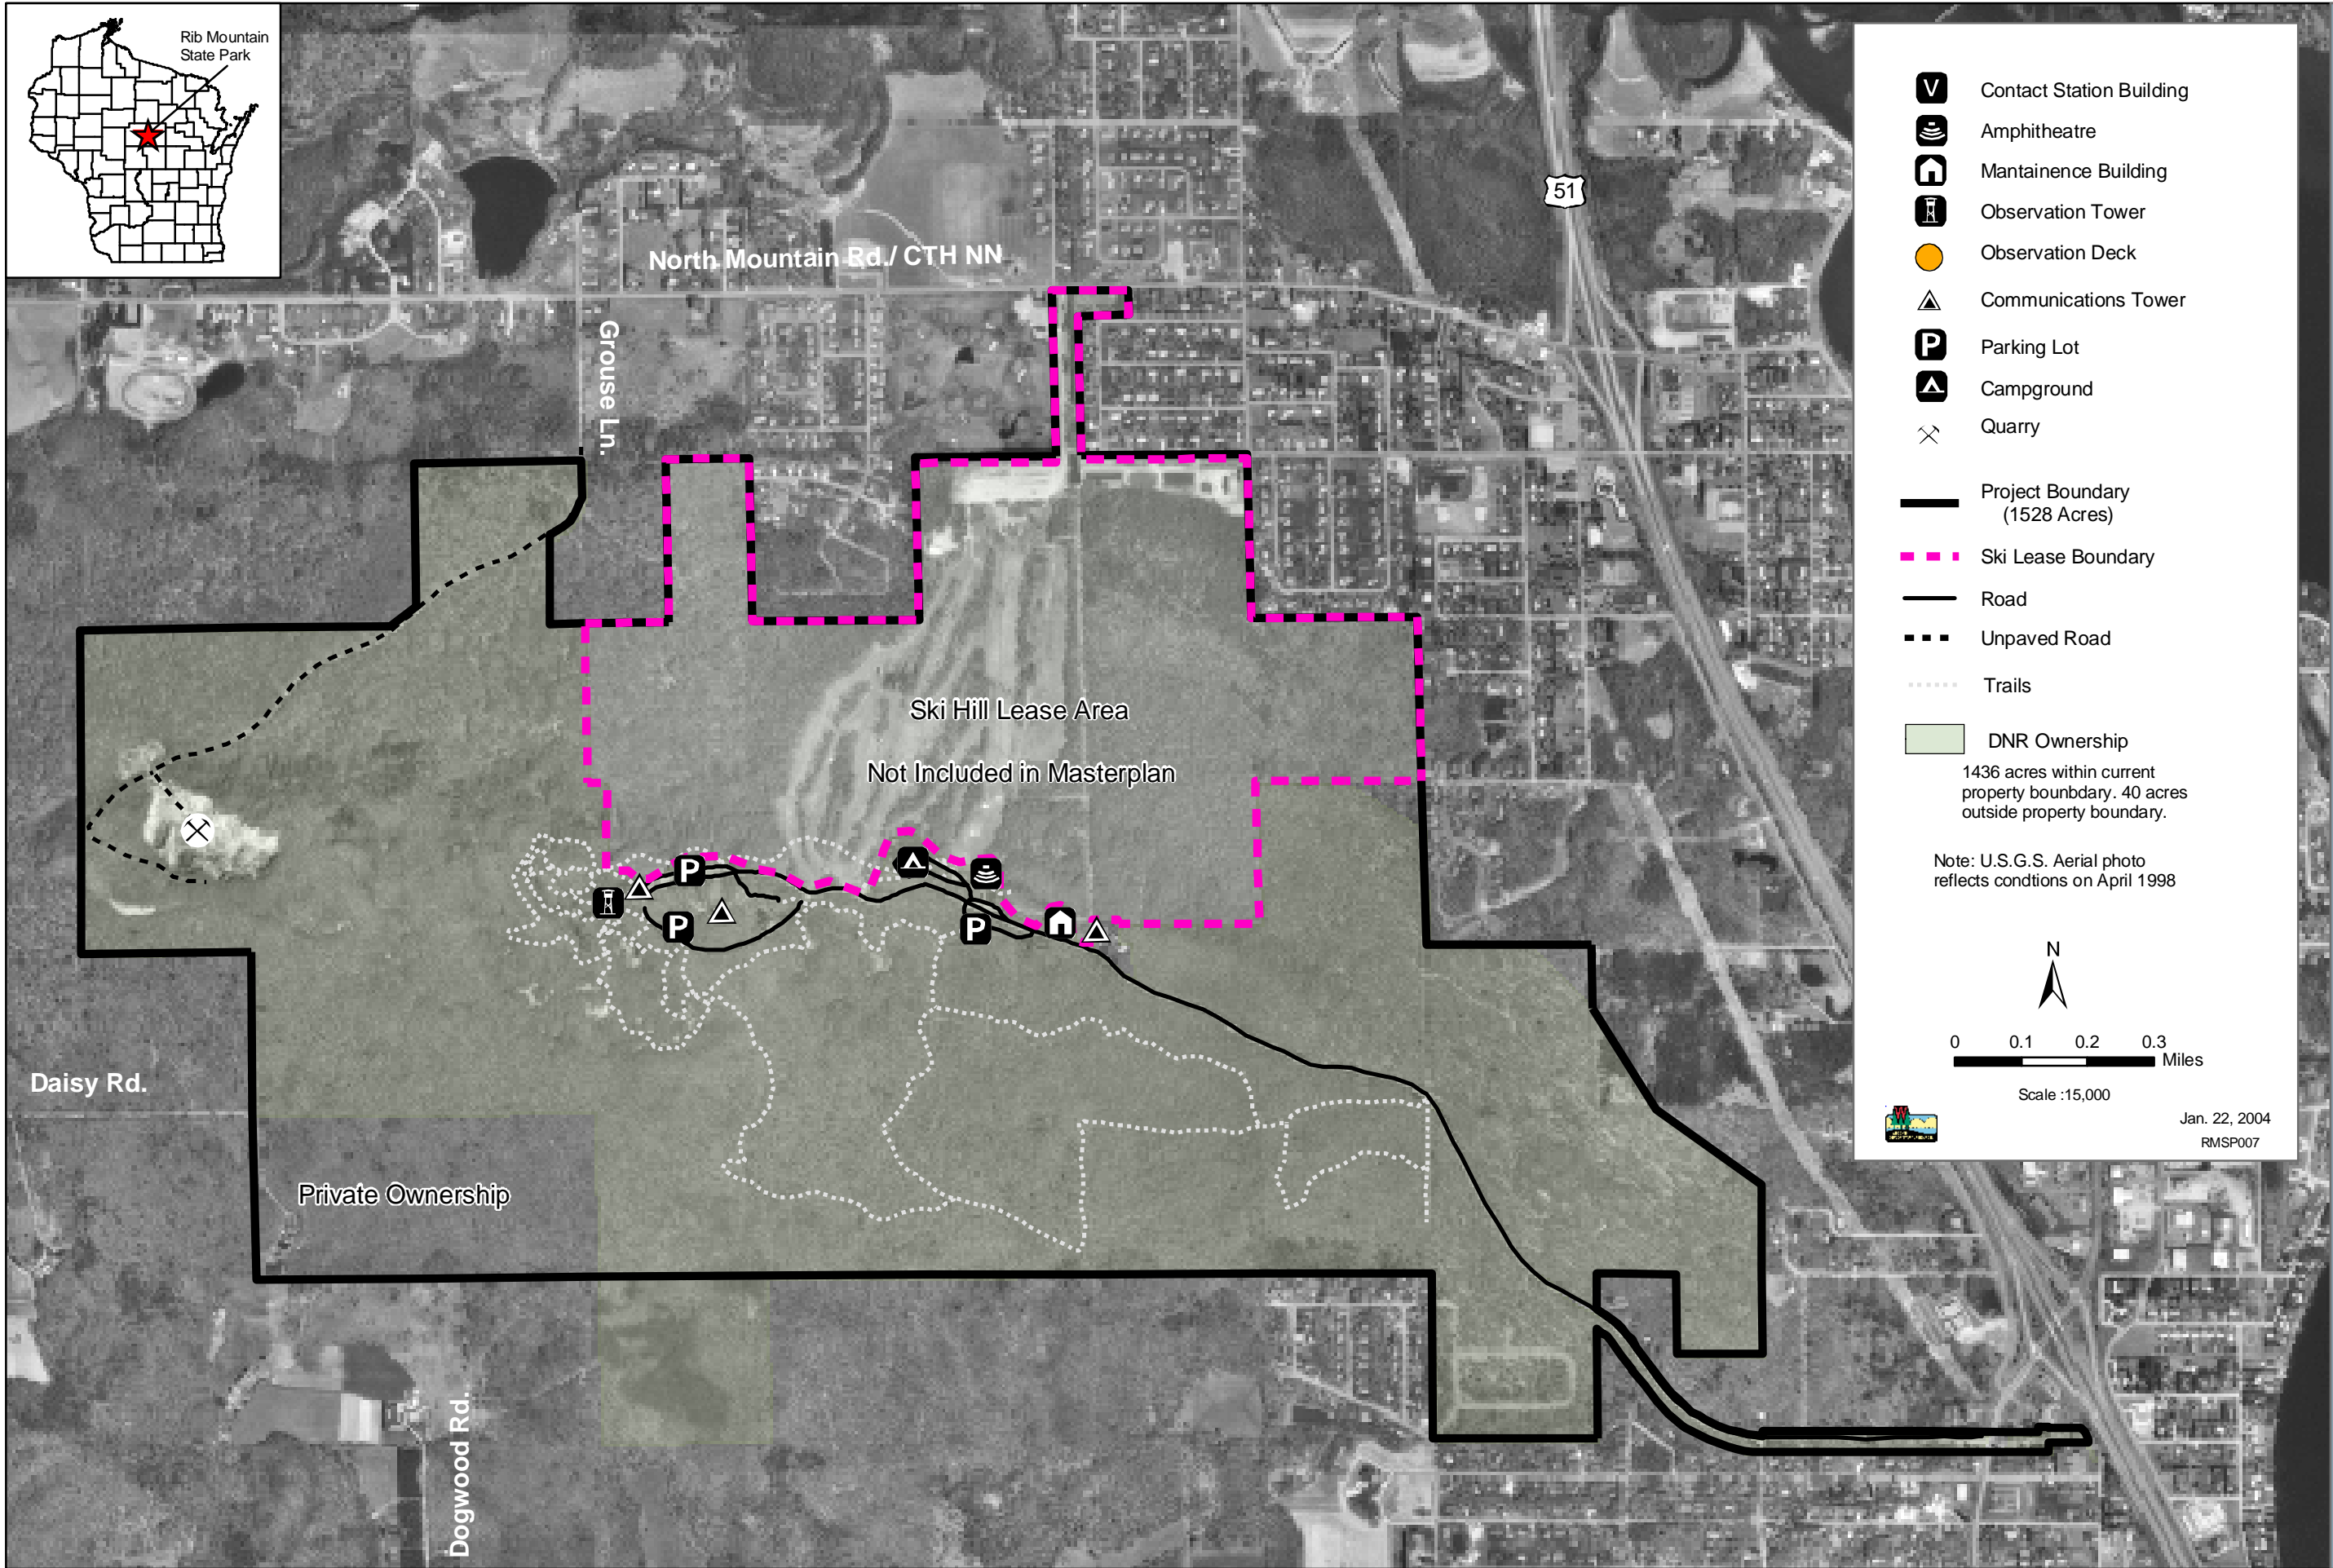 Rib Mountain
State Park
North Mountain Rd./ CTH NN
51
Grouse Ln.
Ski Hill Lease Area
Not Included in Masterplan
P
P
P
Daisy Rd.
Private Ownership
Dogwood Rd.
V Contact Station Building
Amphitheatre
Mantainence Building
Observation Tower
Observation Deck
Communications Tower
P Parking Lot
Campground
Quarry
Project Boundary
(1528 Acres)
Ski Lease Boundary
Road
Unpaved Road
Trails
DNR Ownership
1436 acres within current
property bounbdary. 40 acres
outside property boundary.
Note: U.S.G.S. Aerial photo
reflects condtions on April 1998
N
0 0.1 0.2 0.3
Miles
Scale :15,000
W
Jan. 22, 2004
RMSP007